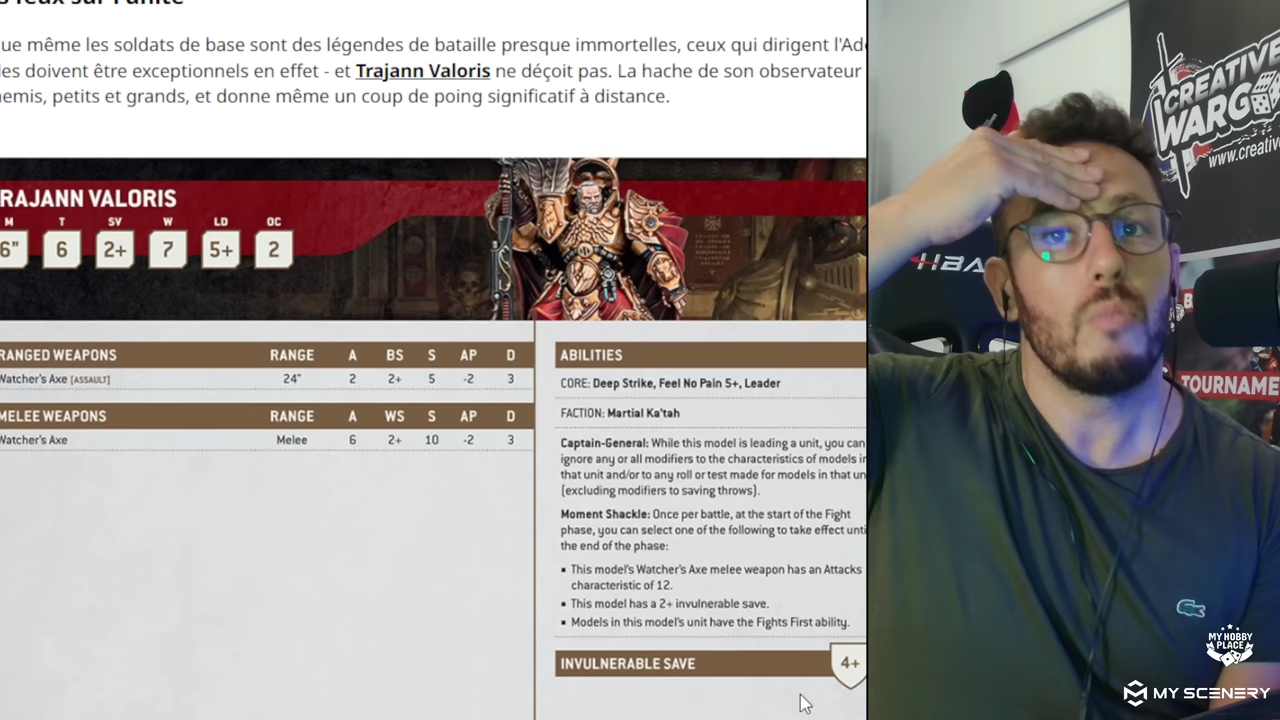 ue même les soldats de base sont des légendes de bataille presque immortelles, ceux qui dirigent l'Ad
les doivent être exceptionnels en effet - et Trajann Valoris ne déçoit pas. La hache de son observateur
nemis, petits et grands, et donne même un coup de poing significatif à distance.
RAJANN VALORIS
M T SV W LD OC
6" 6 2+ 7 5+ 2
RANGED WEAPONS RANGE A BS S AP D
Watcher's Axe [ASSAULT] 24" 2 2+ 5 -2 3
MELEE WEAPONS RANGE A WS S AP D
Watcher's Axe Melee 6 2+ 10 -2 3
ABILITIES
CORE: Deep Strike, Feel No Pain 5+, Leader
FACTION: Martial Ka'tah
Captain-General: While this model is leading a unit, you can
ignore any or all modifiers to the characteristics of models in
that unit and/or to any roll or test made for models in that un
(excluding modifiers to saving throws).
Moment Shackle: Once per battle, at the start of the Fight
phase, you can select one of the following to take effect unti
the end of the phase:
▪ This model's Watcher's Axe melee weapon has an Attacks
characteristic of 12.
▪ This model has a 2+ invulnerable save.
▪ Models in this model's unit have the Fights First ability.
INVULNERABLE SAVE 4+
CREATIVE
WARG
www.creativ
HBA
TOURNAME
MY HOBBY
PLACE
MY SCENERY